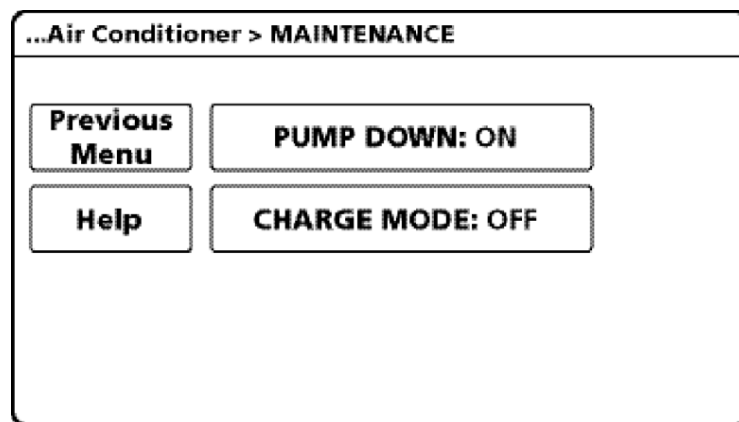 ...Air Conditioner > MAINTENANCE
Previous
Menu
PUMP DOWN: ON
Help
CHARGE MODE: OFF